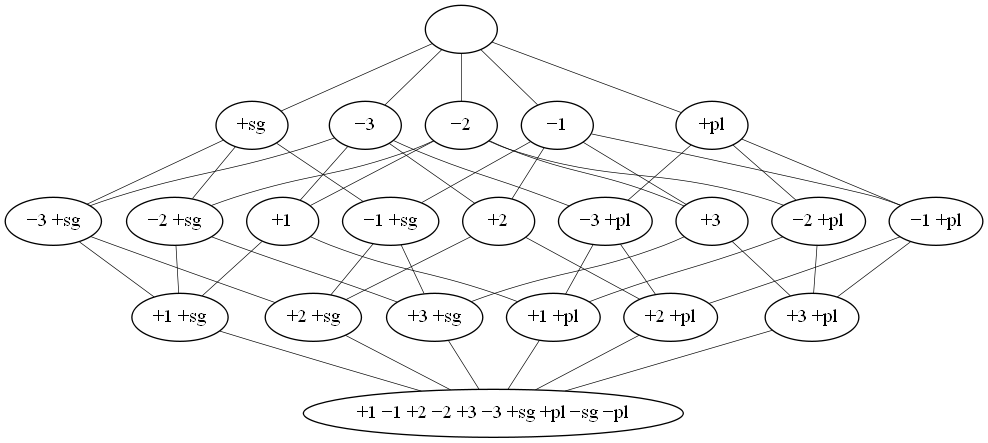 +sg −3 −2 −1 +pl
−3 +sg −2 +sg +1 −1 +sg +2 −3 +pl +3 −2 +pl −1 +pl
+1 +sg +2 +sg +3 +sg +1 +pl +2 +pl +3 +pl
+1 −1 +2 −2 +3 −3 +sg +pl −sg −pl